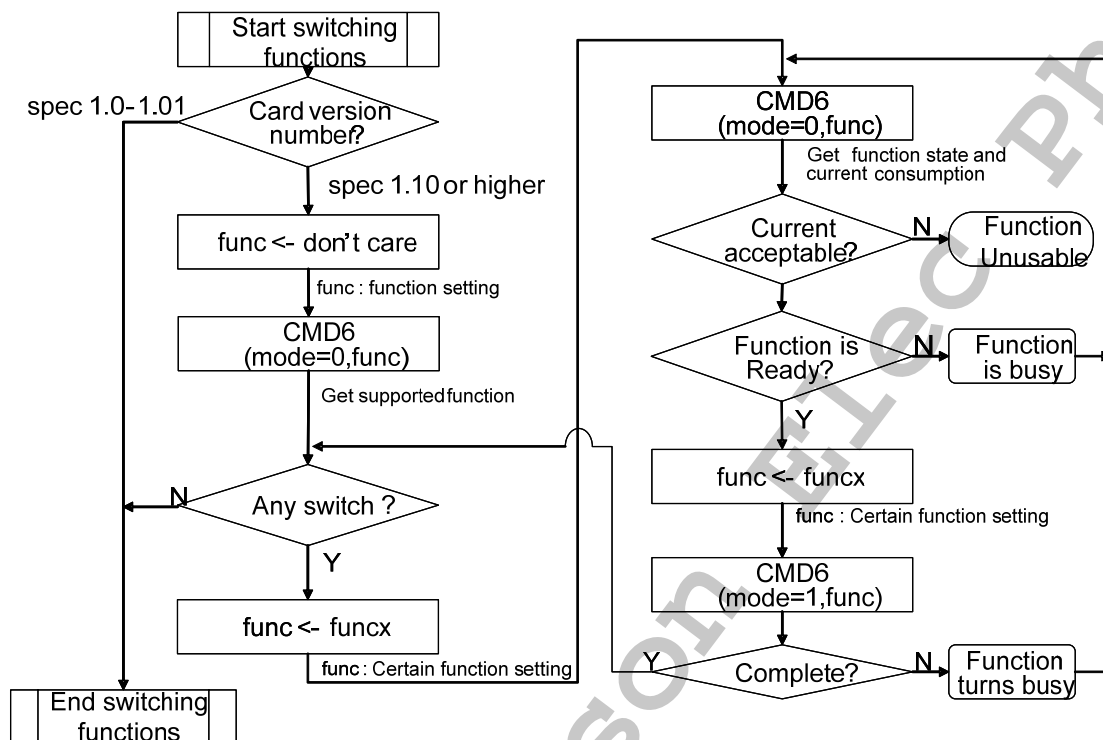 Start switching
functions
spec 1.0-1.01
Card version
number?
spec 1.10 or higher
func <- don't care
func : function setting
CMD6
(mode=0,func)
Get supported function
N
Any switch ?
Y
func <- funcx
func : Certain function setting
End switching
functions
CMD6
(mode=0,func)
Get function state and
current consumption
Current
acceptable?
N
Function
Unusable
Function is
Ready?
N
Function
is busy
Y
func <- funcx
func : Certain function setting
CMD6
(mode=1,func)
Y
Complete?
N
Function
turns busy
son Elec Ph